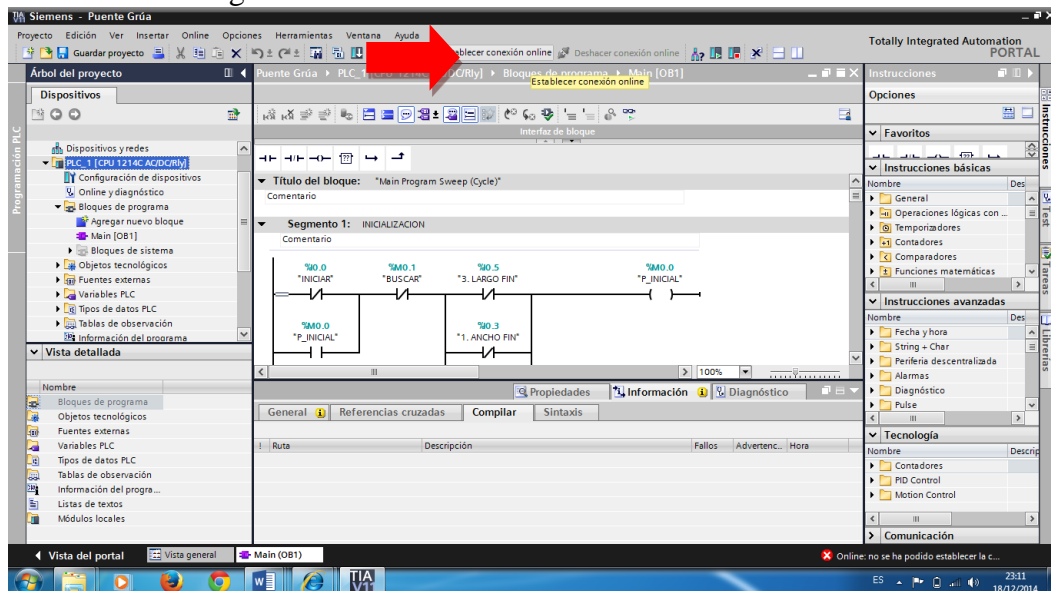 Siemens - Puente Grúa
Proyecto Edición Ver Insertar Online Opciones Herramientas Ventana Ayuda
Totally Integrated Automation
PORTAL
Guardar proyecto
ablecer conexión online
Deshacer conexión online
Árbol del proyecto
Puente Grúa PLC_1 [CPU 1214C AC/DC/Rly] Bloques de programa Main [OB1]
Establecer conexión online
Instrucciones
Dispositivos
Opciones
Interfaz de bloque
Programación PLC
Dispositivos y redes
PLC_1 [CPU 1214C AC/DC/Rly]
Configuración de dispositivos
Online y diagnóstico
Bloques de programa
Agregar nuevo bloque
Main [OB1]
Bloques de sistema
Objetos tecnológicos
Fuentes externas
Variables PLC
Tipos de datos PLC
Tablas de observación
Información del programa
Vista detallada
Nombre
Bloques de programa
Objetos tecnológicos
Fuentes externas
Variables PLC
Tipos de datos PLC
Tablas de observación
Información del progra...
Listas de textos
Módulos locales
??
Título del bloque: "Main Program Sweep (Cycle)"
Comentario
Segmento 1: INICIALIZACION
Comentario
%I0.0 %M0.1 %I0.5 %M0.0
"INICIAR" "BUSCAR" "3. LARGO FIN" "P_INICIAL"
%M0.0 %I0.3
"P_INICIAL" "1. ANCHO FIN"
100%
Propiedades Información Diagnóstico
General Referencias cruzadas Compilar Sintaxis
! Ruta Descripción Fallos Advertenc... Hora
Favoritos
Instrucciones básicas
Nombre Des
General
Operaciones lógicas con ...
Temporizadores
Contadores
Comparadores
Funciones matemáticas
Instrucciones avanzadas
Nombre Des
Fecha y hora
String + Char
Periferia descentralizada
Alarmas
Diagnóstico
Pulse
Tecnología
Nombre Descrip
Contadores
PID Control
Motion Control
Comunicación
Instrucciones
Test
Tareas
Librerías
Vista del portal Vista general Main (OB1)
Online: no se ha podido establecer la c...
TIA
V11
ES
23:11
18/12/2014